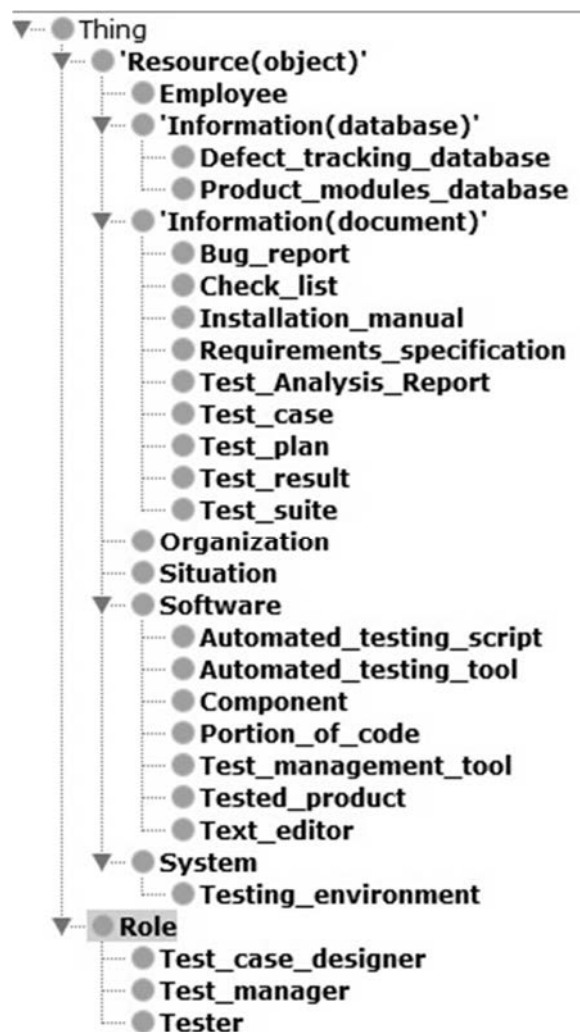 Thing
'Resource(object)'
Employee
'Information(database)'
Defect_tracking_database
Product_modules_database
'Information(document)'
Bug_report
Check_list
Installation_manual
Requirements_specification
Test_Analysis_Report
Test_case
Test_plan
Test_result
Test_suite
Organization
Situation
Software
Automated_testing_script
Automated_testing_tool
Component
Portion_of_code
Test_management_tool
Tested_product
Text_editor
System
Testing_environment
Role
Test_case_designer
Test_manager
Tester